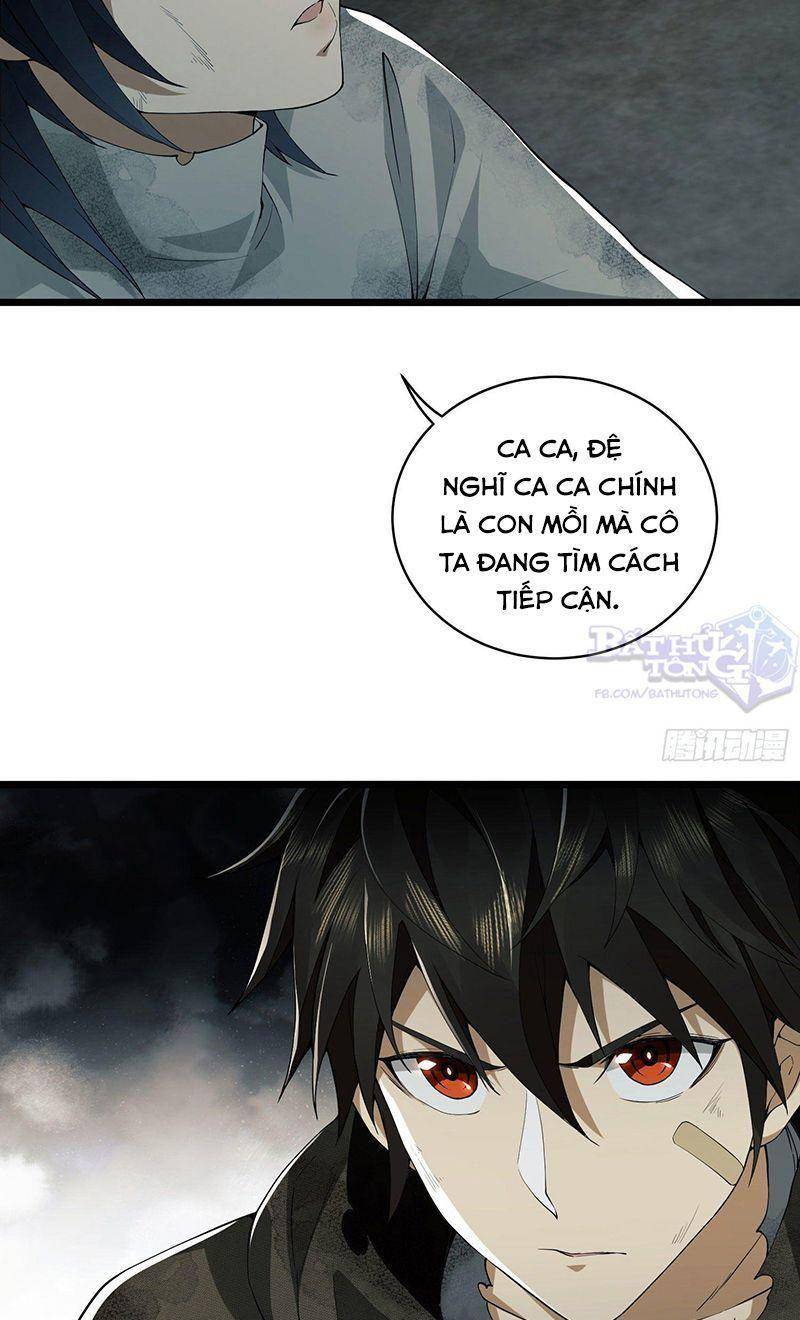 CA CA, ĐỆ
NGHĨ CA CA CHÍNH
LÀ CON MỒI MÀ CÔ
TA ĐANG TÌM CÁCH
TIẾP CẬN.
BẤT HỦ
TÔNG
FB.COM/BATHUTONG
腾讯动漫